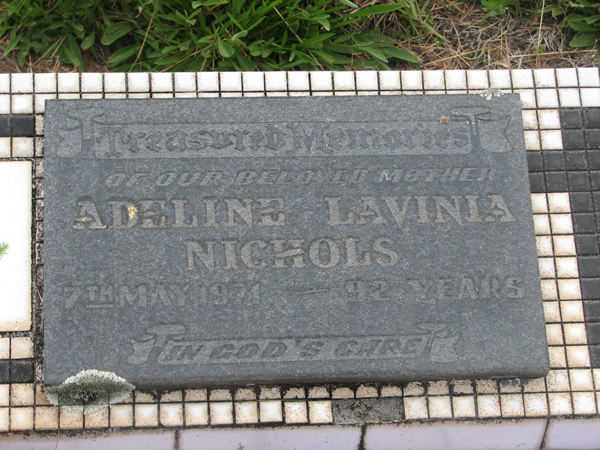 Treasured Memories
OF OUR BELOVED MOTHER
ADELINE LAVINIA
NICHOLS
7TH MAY 1971 — 92 YEARS
IN GOD'S CARE